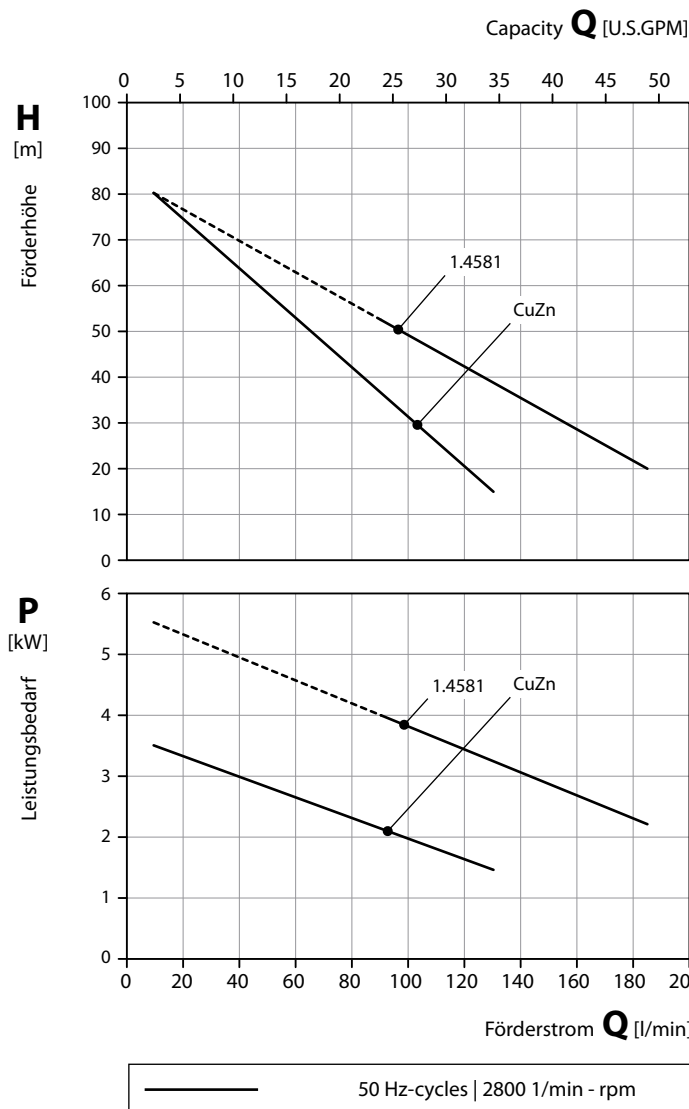 Capacity Q [U.S.GPM]
0 5 10 15 20 25 30 35 40 45 50
H
[m]
Förderhöhe
100
90
80
70
60
50
40
30
20
10
0
1.4581
CuZn
P
[kW]
Leistungsbedarf
6
5
4
3
2
1
0
1.4581
CuZn
0 20 40 60 80 100 120 140 160 180 20
Förderstrom Q [l/min]
50 Hz-cycles | 2800 1/min - rpm